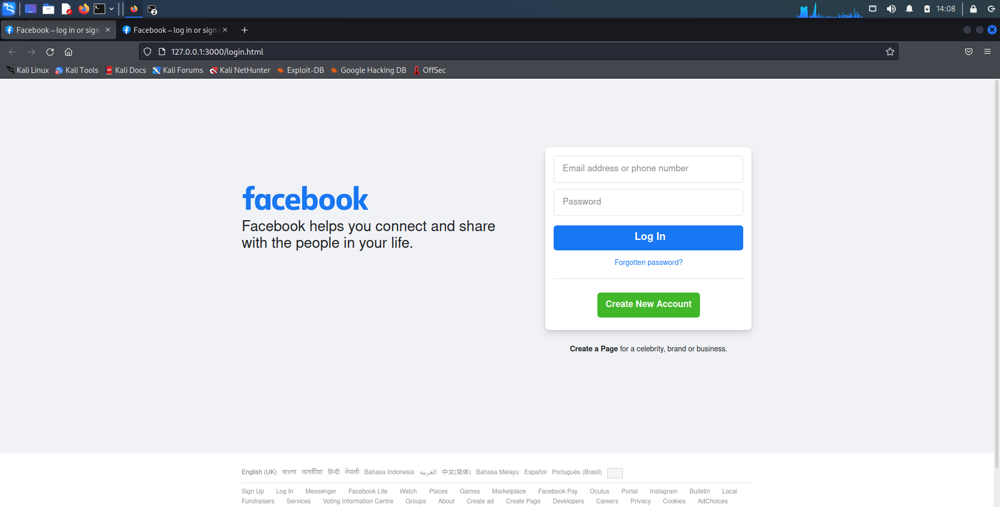 14:08
Facebook – log in or sign
Facebook – log in or sign
127.0.0.1:3000/login.html
Kali Linux Kali Tools Kali Docs Kali Forums Kali NetHunter Exploit-DB Google Hacking DB OffSec
facebook
Facebook helps you connect and share
with the people in your life.
Email address or phone number
Password
Log In
Forgotten password?
Create New Account
Create a Page for a celebrity, brand or business.
English (UK) বাংলা অসমীয়া हिन्दी नेपाली Bahasa Indonesia العربية 中文(简体) Bahasa Melayu Español Português (Brasil)
Sign Up Log In Messenger Facebook Lite Watch Places Games Marketplace Facebook Pay Oculus Portal Instagram Bulletin Local
Fundraisers Services Voting Information Centre Groups About Create ad Create Page Developers Careers Privacy Cookies AdChoices